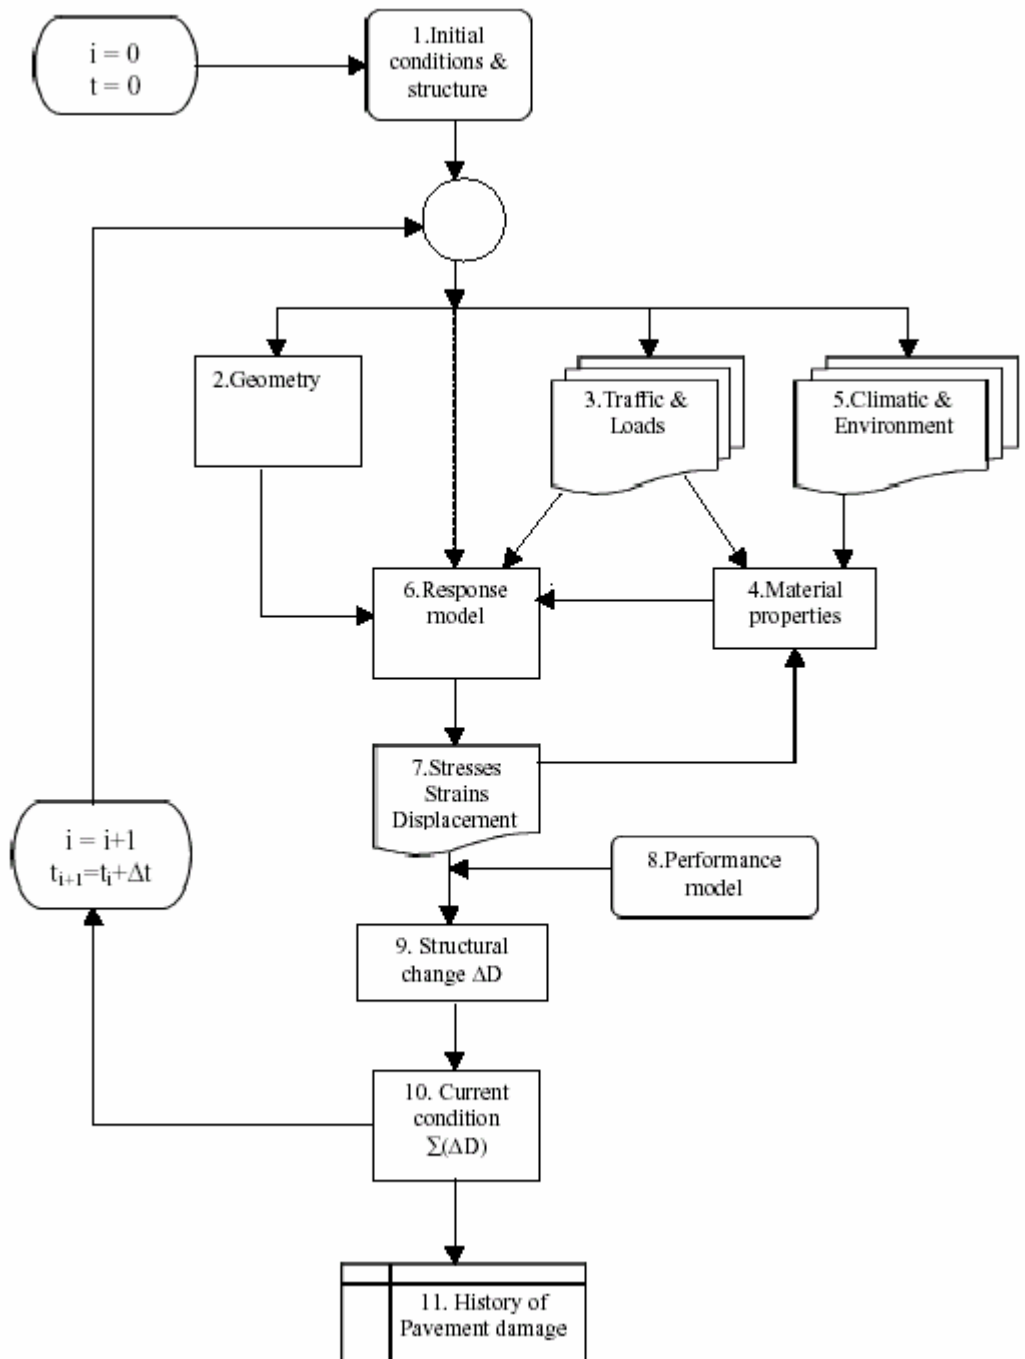 i = 0
t = 0
1.Initial
conditions &
structure
2.Geometry
3.Traffic &
Loads
5.Climatic &
Environment
6.Response
model
4.Material
properties
7.Stresses
Strains
Displacement
i = i+1
tᵢ₊₁=tᵢ+Δt
8.Performance
model
9. Structural
change ΔD
10. Current
condition
∑(ΔD)
11. History of
Pavement damage